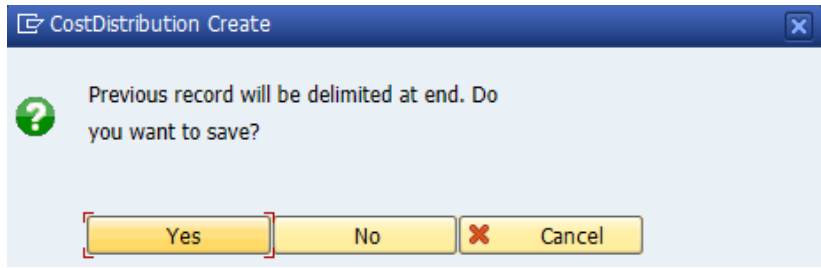 CostDistribution Create
Previous record will be delimited at end. Do
you want to save?
Yes No Cancel